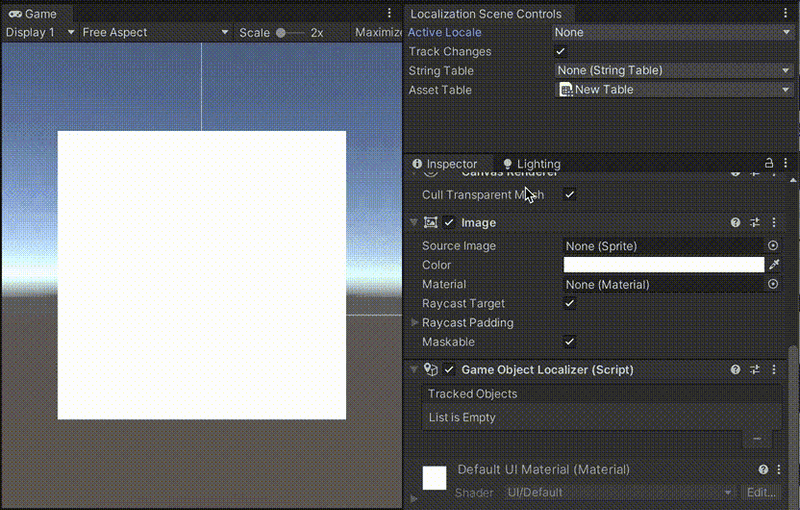 Game
Display 1
Free Aspect
Scale
2x
Maximize
Localization Scene Controls
Active Locale
None
Track Changes
String Table
None (String Table)
Asset Table
New Table
Inspector
Lighting
Canvas Renderer
Cull Transparent Mesh
Image
Source Image
None (Sprite)
Color
Material
None (Material)
Raycast Target
Raycast Padding
Maskable
Game Object Localizer (Script)
Tracked Objects
List is Empty
Default UI Material (Material)
Shader
UI/Default
Edit...